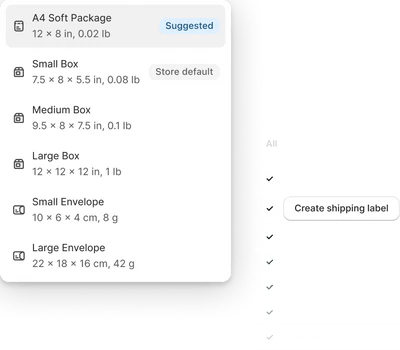 A4 Soft Package
12 × 8 in, 0.02 lb
Suggested
Small Box
7.5 × 8 × 5.5 in, 0.08 lb
Store default
Medium Box
9.5 × 8 × 7.5 in, 0.1 lb
Large Box
12 × 12 × 12 in, 1 lb
Small Envelope
10 × 6 × 4 cm, 8 g
Large Envelope
22 × 18 × 16 cm, 42 g
All
Create shipping label